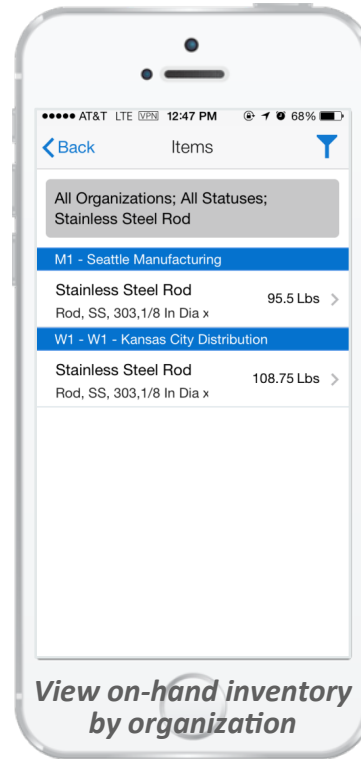 AT&T LTE VPN 12:47 PM 68%
Back Items
All Organizations; All Statuses;
Stainless Steel Rod
M1 - Seattle Manufacturing
Stainless Steel Rod
95.5 Lbs
Rod, SS, 303,1/8 In Dia x
W1 - W1 - Kansas City Distribution
Stainless Steel Rod
108.75 Lbs
Rod, SS, 303,1/8 In Dia x
View on-hand inventory
by organization